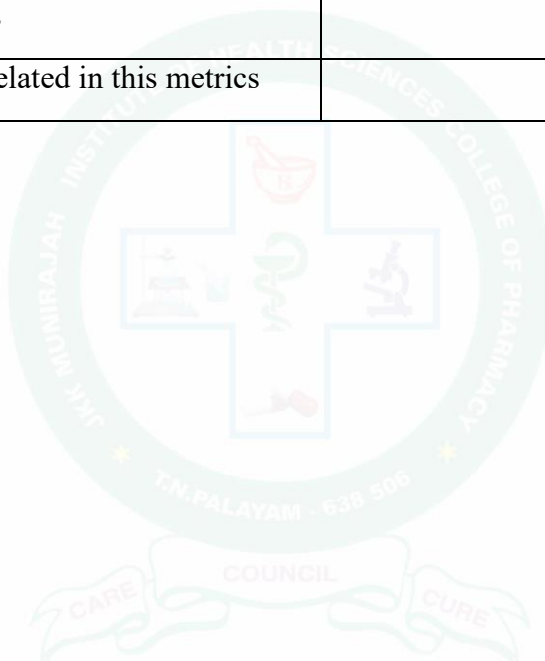 elated in this metrics
JKK MUNIRAJAH INSTITUTE OF HEALTH SCIENCES COLLEGE OF PHARMACY
T.N.PALAYAM - 638 506
COUNCIL
CARE
CURE